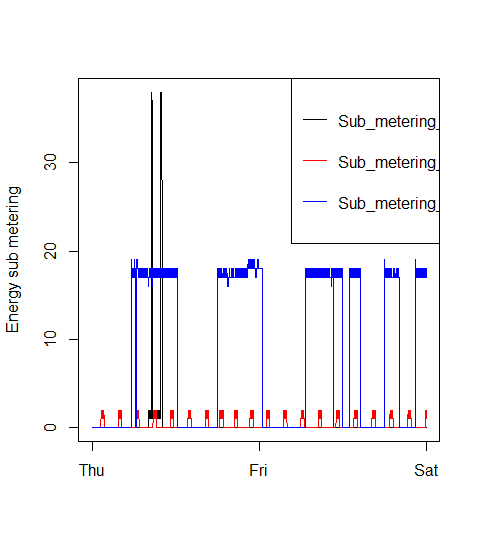 Energy sub metering
30
20
10
0
Sub_metering_
Sub_metering_
Sub_metering_
Thu
Fri
Sat